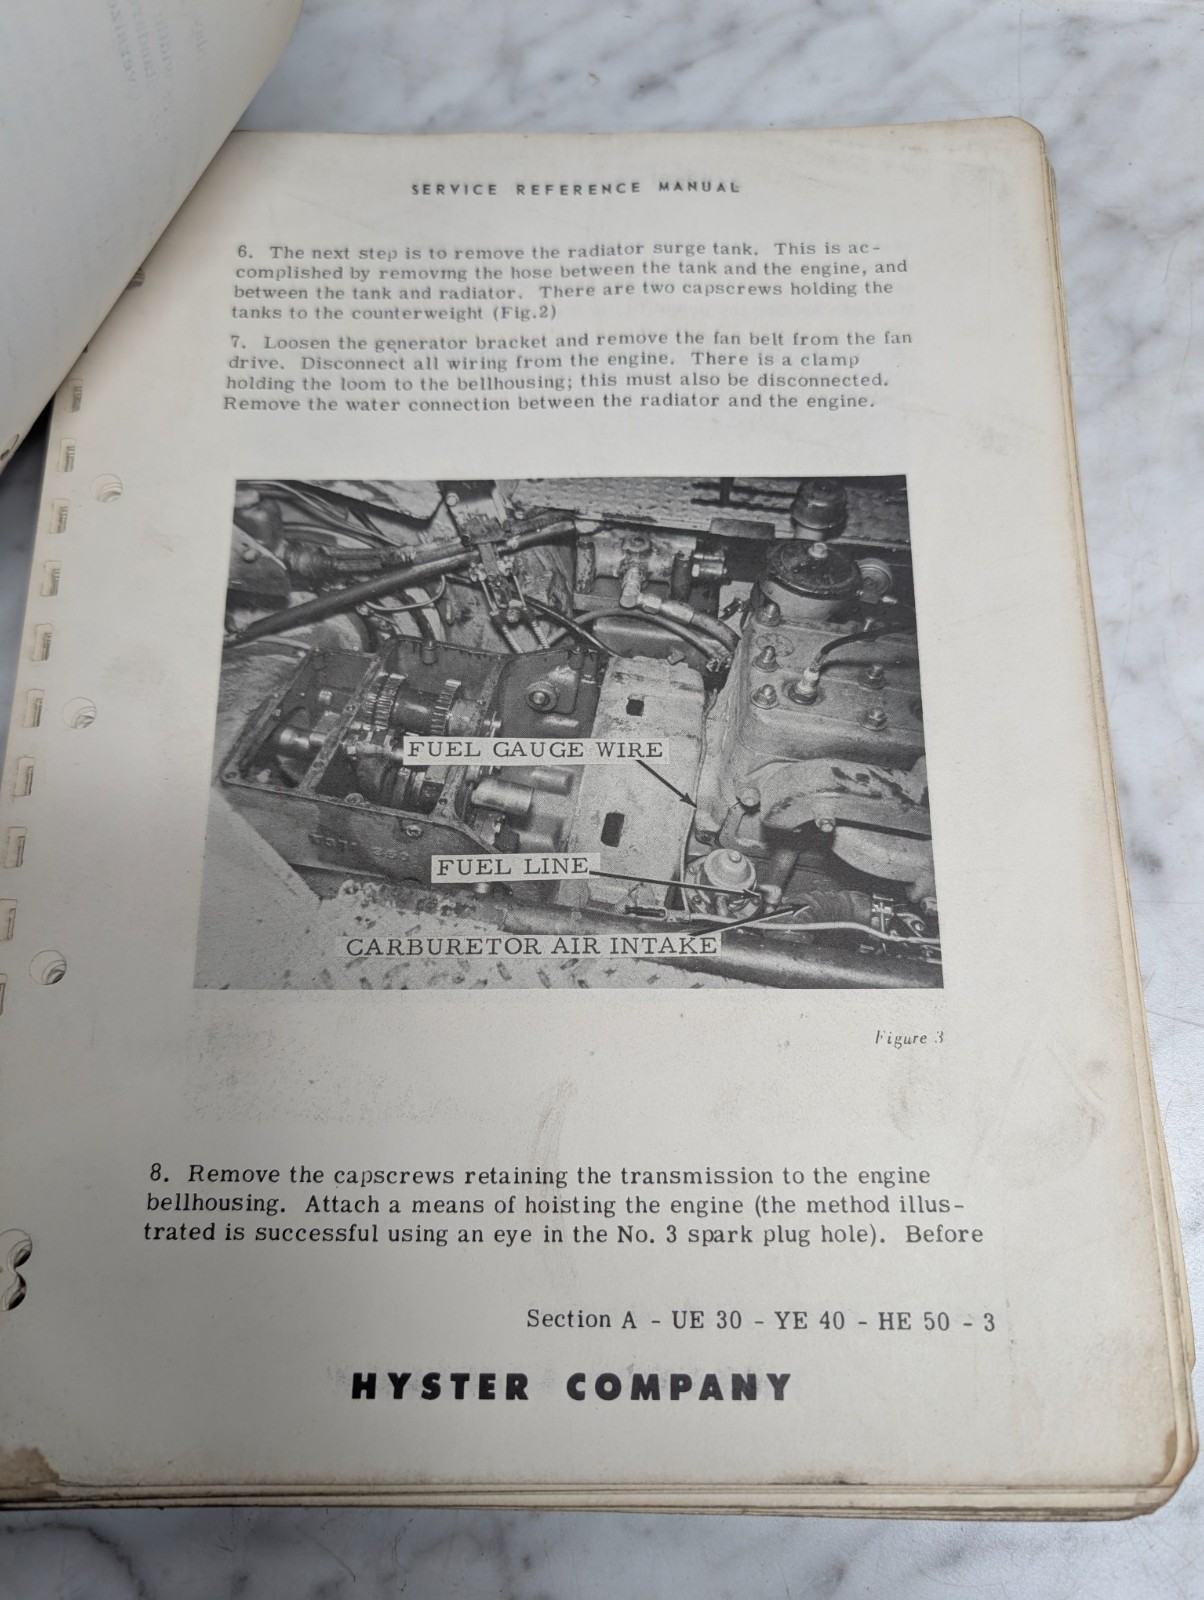 SERVICE REFERENCE MANUAL
6. The next step is to remove the radiator surge tank. This is ac-
complished by removing the hose between the tank and the engine, and
between the tank and radiator. There are two capscrews holding the
tanks to the counterweight (Fig.2)
7. Loosen the generator bracket and remove the fan belt from the fan
drive. Disconnect all wiring from the engine. There is a clamp
holding the loom to the bellhousing; this must also be disconnected.
Remove the water connection between the radiator and the engine.
FUEL GAUGE WIRE
FUEL LINE
CARBURETOR AIR INTAKE
Figure 3
8. Remove the capscrews retaining the transmission to the engine
bellhousing. Attach a means of hoisting the engine (the method illus-
trated is successful using an eye in the No. 3 spark plug hole). Before
Section A - UE 30 - YE 40 - HE 50 - 3
HYSTER COMPANY